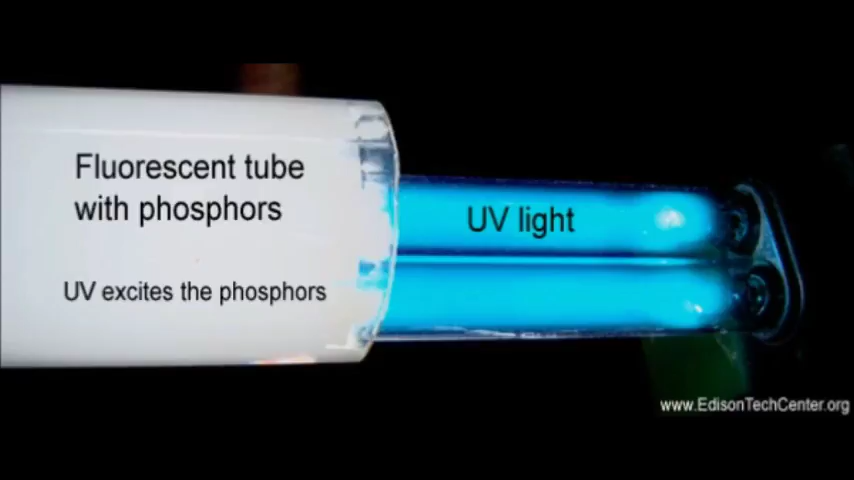 Fluorescent tube
with phosphors
UV excites the phosphors
UV light
www.EdisonTechCenter.org